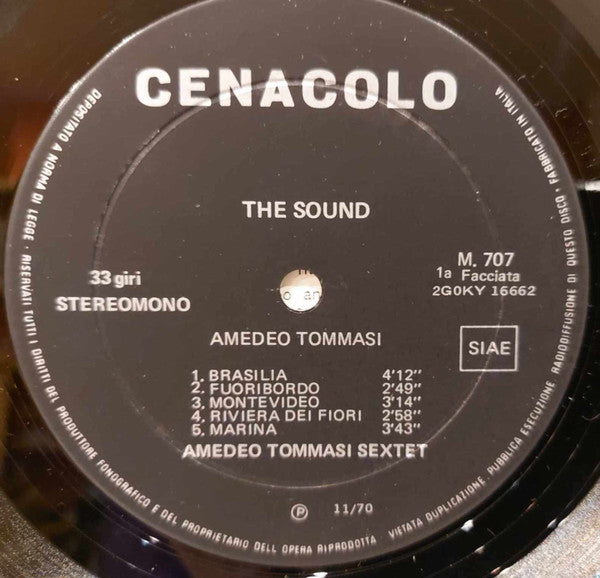 CENACOLO
DEPOSITATO A NORMA DI LEGGE - RISERVATI TUTTI I DIRITTI DEL PRODUTTORE FONOGRAFICO E DEL PROPRIETARIO DELL'OPERA RIPRODOTTA
VIETATA DUPLICAZIONE PUBBLICA ESECUZIONE RADIODIFFUSIONE DI QUESTO DISCO - FABBRICATO IN ITALIA
THE SOUND
33 giri
STEREOMONO
M. 707
1a Facciata
2G0KY 16662
SIAE
AMEDEO TOMMASI
1. BRASILIA 4'12"
2. FUORIBORDO 2'49"
3. MONTEVIDEO 3'14"
4. RIVIERA DEI FIORI 2'58"
5. MARINA 3'43"
AMEDEO TOMMASI SEXTET
Ⓟ 11/70